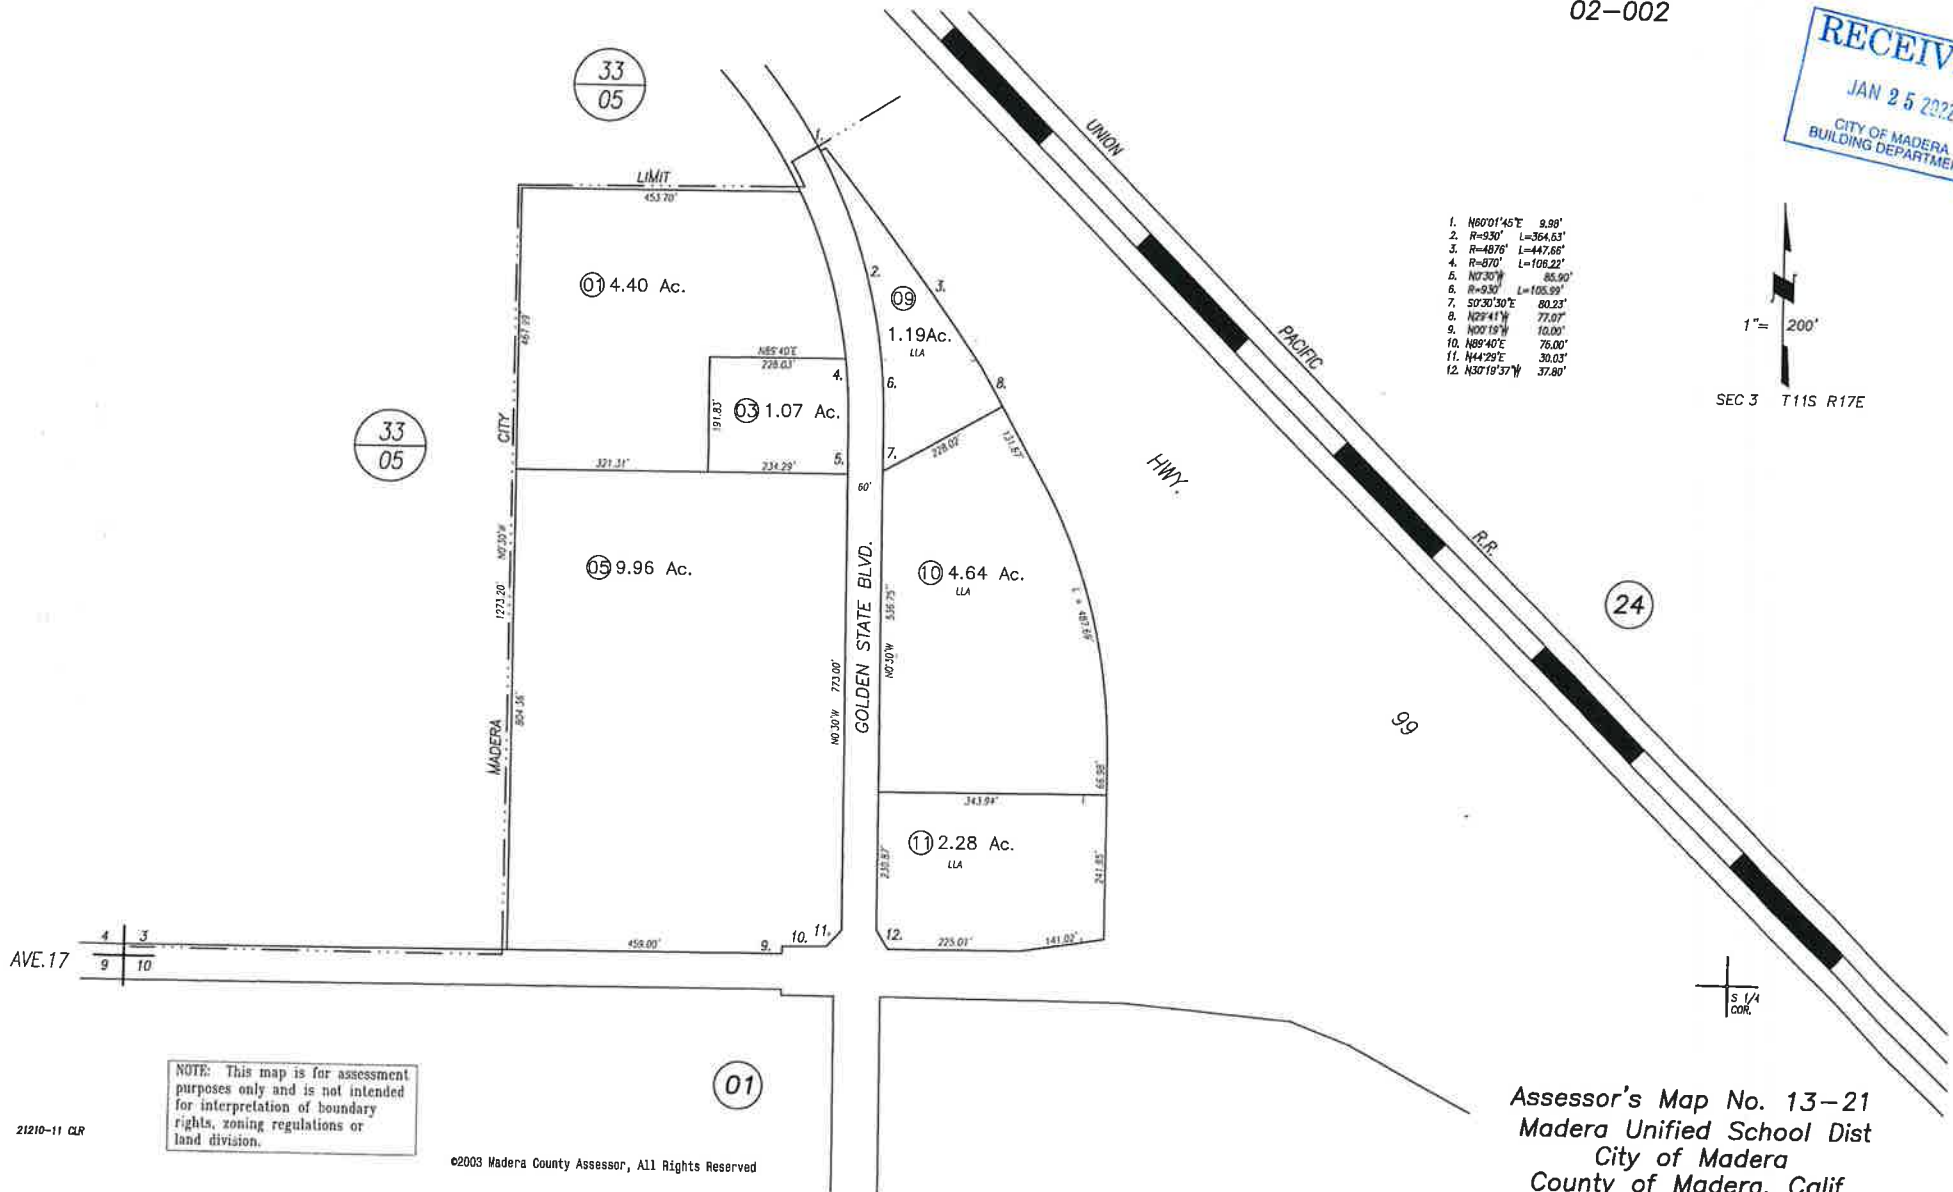 02-002
RECEIV
JAN 25 2022
CITY OF MADERA
BUILDING DEPARTME
33
05
LIMIT
453.70'
1.
UNION
PACIFIC
R.R.
HWY.
99
24
1. N60°01'45"E 9.98'
2. R=930' L=364.63'
3. R=4876' L=447.66'
4. R=870' L=106.22'
5. N0°30'W 85.90'
6. R=930' L=105.99'
7. S0°30'30"E 80.23'
8. N29°41'W 77.07'
9. N00°19'W 10.00'
10. N89°40'E 76.00'
11. N44°29'E 30.03'
12. N30°19'37"W 37.80'
1"= 200'
SEC 3 T11S R17E
01 4.40 Ac.
467.99
2.
09
3.
1.19Ac.
LLA
N89°40'E
228.03'
4.
6.
8.
191.83'
03 1.07 Ac.
33
05
CITY
321.31'
234.29'
5.
7.
228.02'
131.67'
60'
N0°30'W
1273.20'
05 9.96 Ac.
10 4.64 Ac.
LLA
536.75'
N0°30'W
GOLDEN STATE BLVD.
773.00'
N0°30'W
MADERA
804.36'
66.98'
343.94'
11 2.28 Ac.
LLA
230.87'
241.85'
4 3
9 10
AVE.17
459.00'
9.
10.
11.
12.
225.01'
141.02'
S 1/4
COR.
01
NOTE: This map is for assessment
purposes only and is not intended
for interpretation of boundary
rights, zoning regulations or
land division.
21210-11 CLR
©2003 Madera County Assessor, All Rights Reserved
Assessor's Map No. 13-21
Madera Unified School Dist
City of Madera
County of Madera, Calif